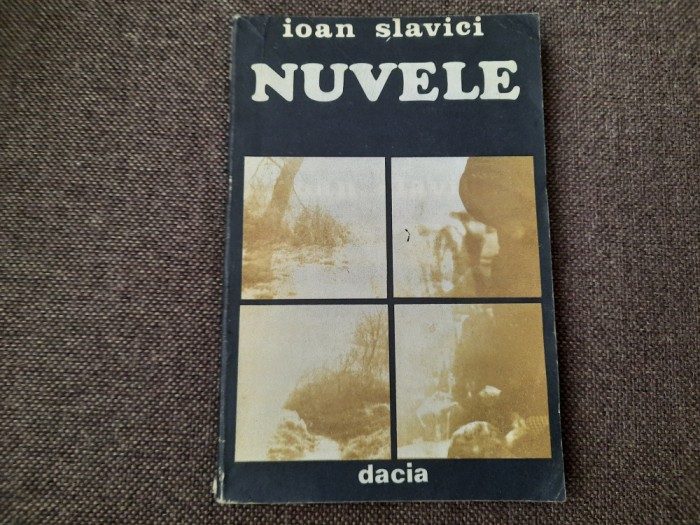 ioan slavici
NUVELE
dacia